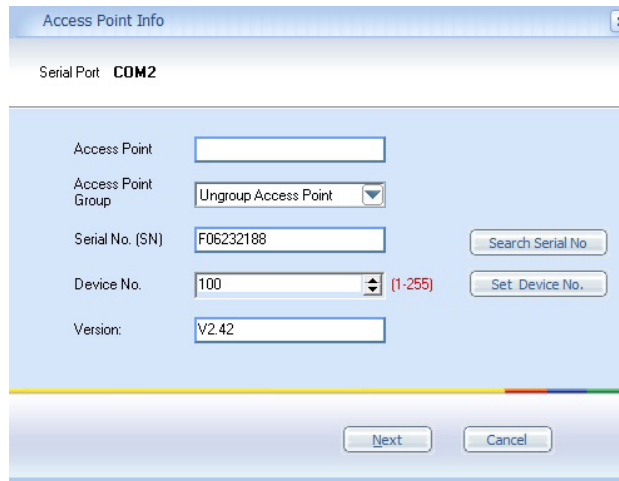 Access Point Info
Serial Port COM2
Access Point
Access Point
Group
Ungroup Access Point
Serial No. (SN) F06232188 Search Serial No
Device No. 100 (1-255) Set Device No.
Version: V2.42
Next Cancel